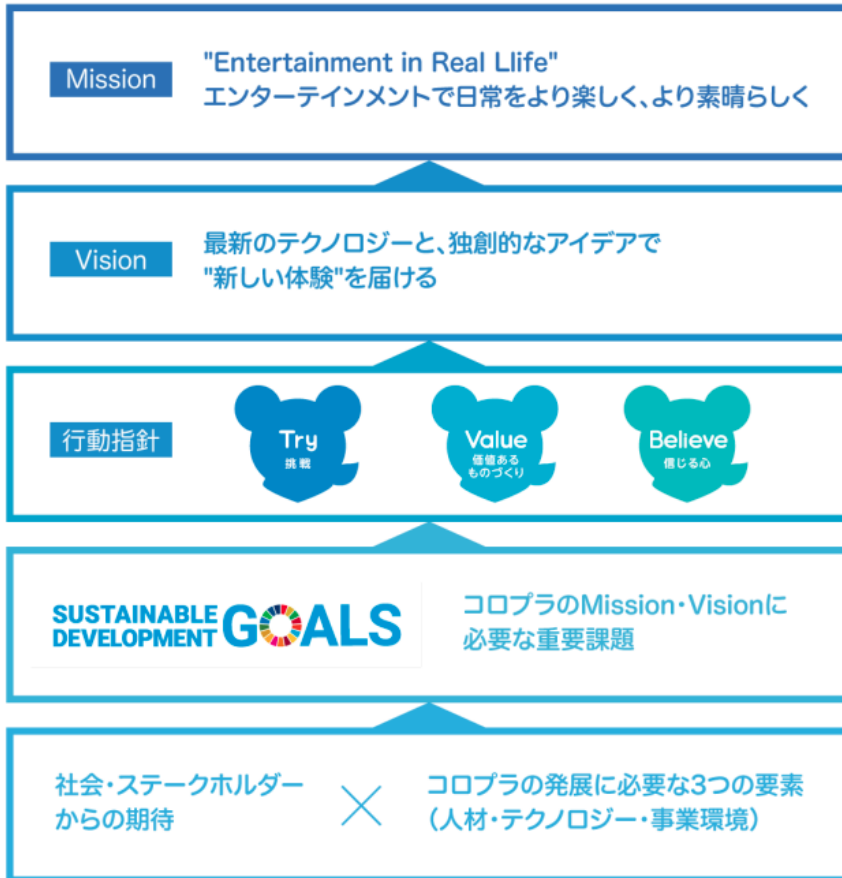 Mission
"Entertainment in Real Llife"
エンターテインメントで日常をより楽しく、より素晴らしく
Vision
最新のテクノロジーと、独創的なアイデアで
"新しい体験"を届ける
行動指針
Try
挑戦
Value
価値ある
ものづくり
Believe
信じる心
SUSTAINABLE
DEVELOPMENT
GOALS
コロプラのMission・Visionに
必要な重要課題
社会・ステークホルダー
からの期待
×
コロプラの発展に必要な3つの要素
（人材・テクノロジー・事業環境）